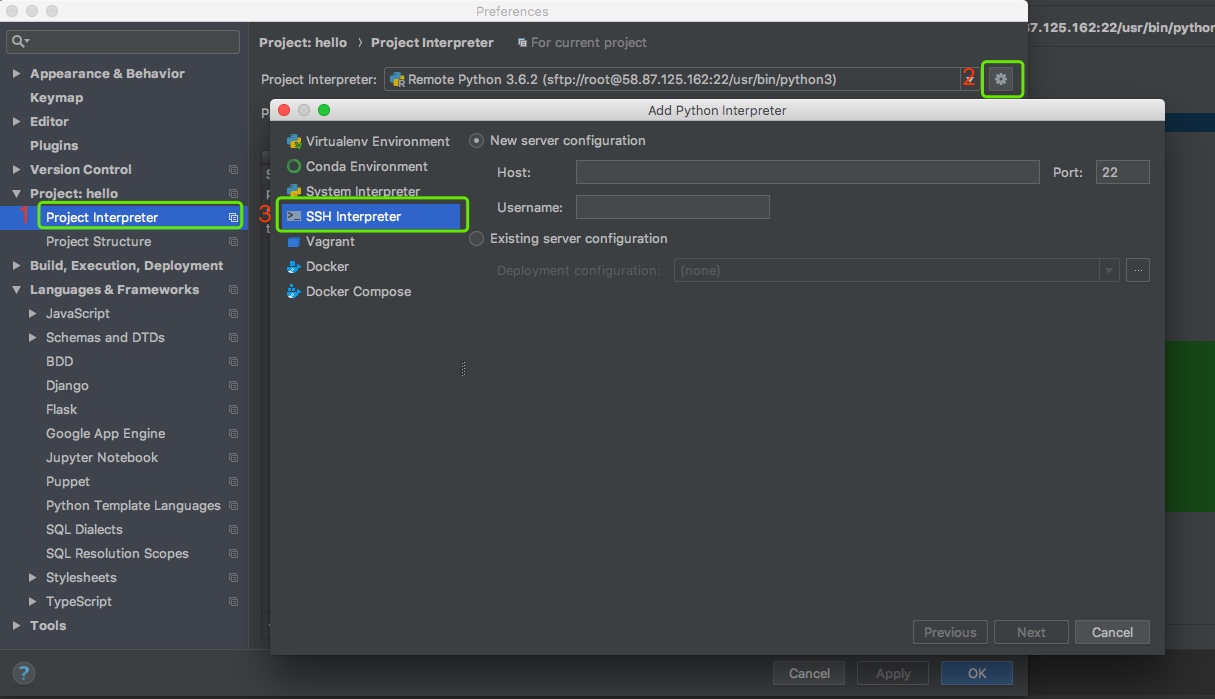 Preferences
Project: hello › Project Interpreter For current project
7.125.162:22/usr/bin/python
Appearance & Behavior
Keymap
Editor
Plugins
Version Control
Project: hello
1 Project Interpreter
Project Structure
Build, Execution, Deployment
Languages & Frameworks
JavaScript
Schemas and DTDs
BDD
Django
Flask
Google App Engine
Jupyter Notebook
Puppet
Python Template Languages
SQL Dialects
SQL Resolution Scopes
Stylesheets
TypeScript
Tools
Project Interpreter: Remote Python 3.6.2 (sftp://root@58.87.125.162:22/usr/bin/python3) 2
Add Python Interpreter
Virtualenv Environment
Conda Environment
System Interpreter
3 SSH Interpreter
Vagrant
Docker
Docker Compose
New server configuration
Host: Port: 22
Username:
Existing server configuration
Deployment configuration: (none) ...
Previous Next Cancel
? Cancel Apply OK